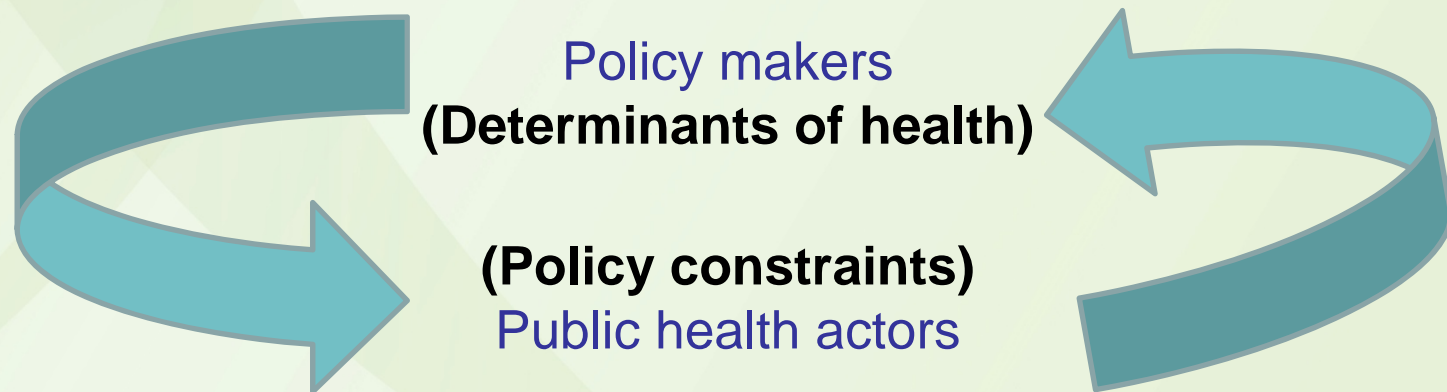 Policy makers
(Determinants of health)
(Policy constraints)
Public health actors